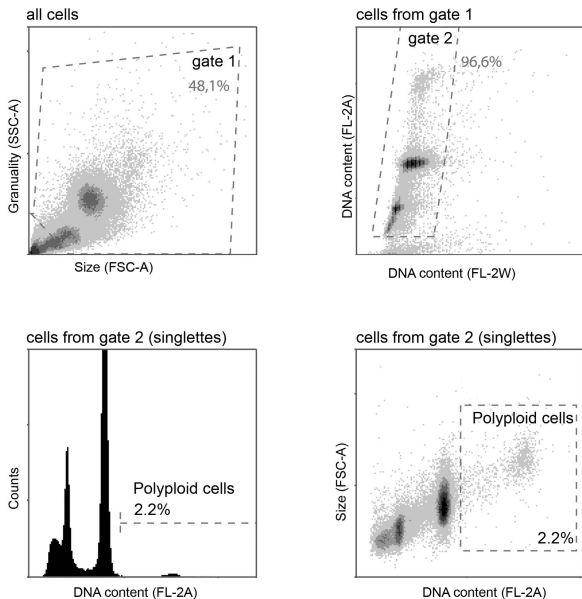 all cells
gate 1
48,1%
Granuality (SSC-A)
Size (FSC-A)
cells from gate 1
gate 2
96,6%
DNA content (FL-2A)
DNA content (FL-2W)
cells from gate 2 (singlettes)
Polyploid cells
2.2%
Counts
DNA content (FL-2A)
cells from gate 2 (singlettes)
Polyploid cells
2.2%
Size (FSC-A)
DNA content (FL-2A)